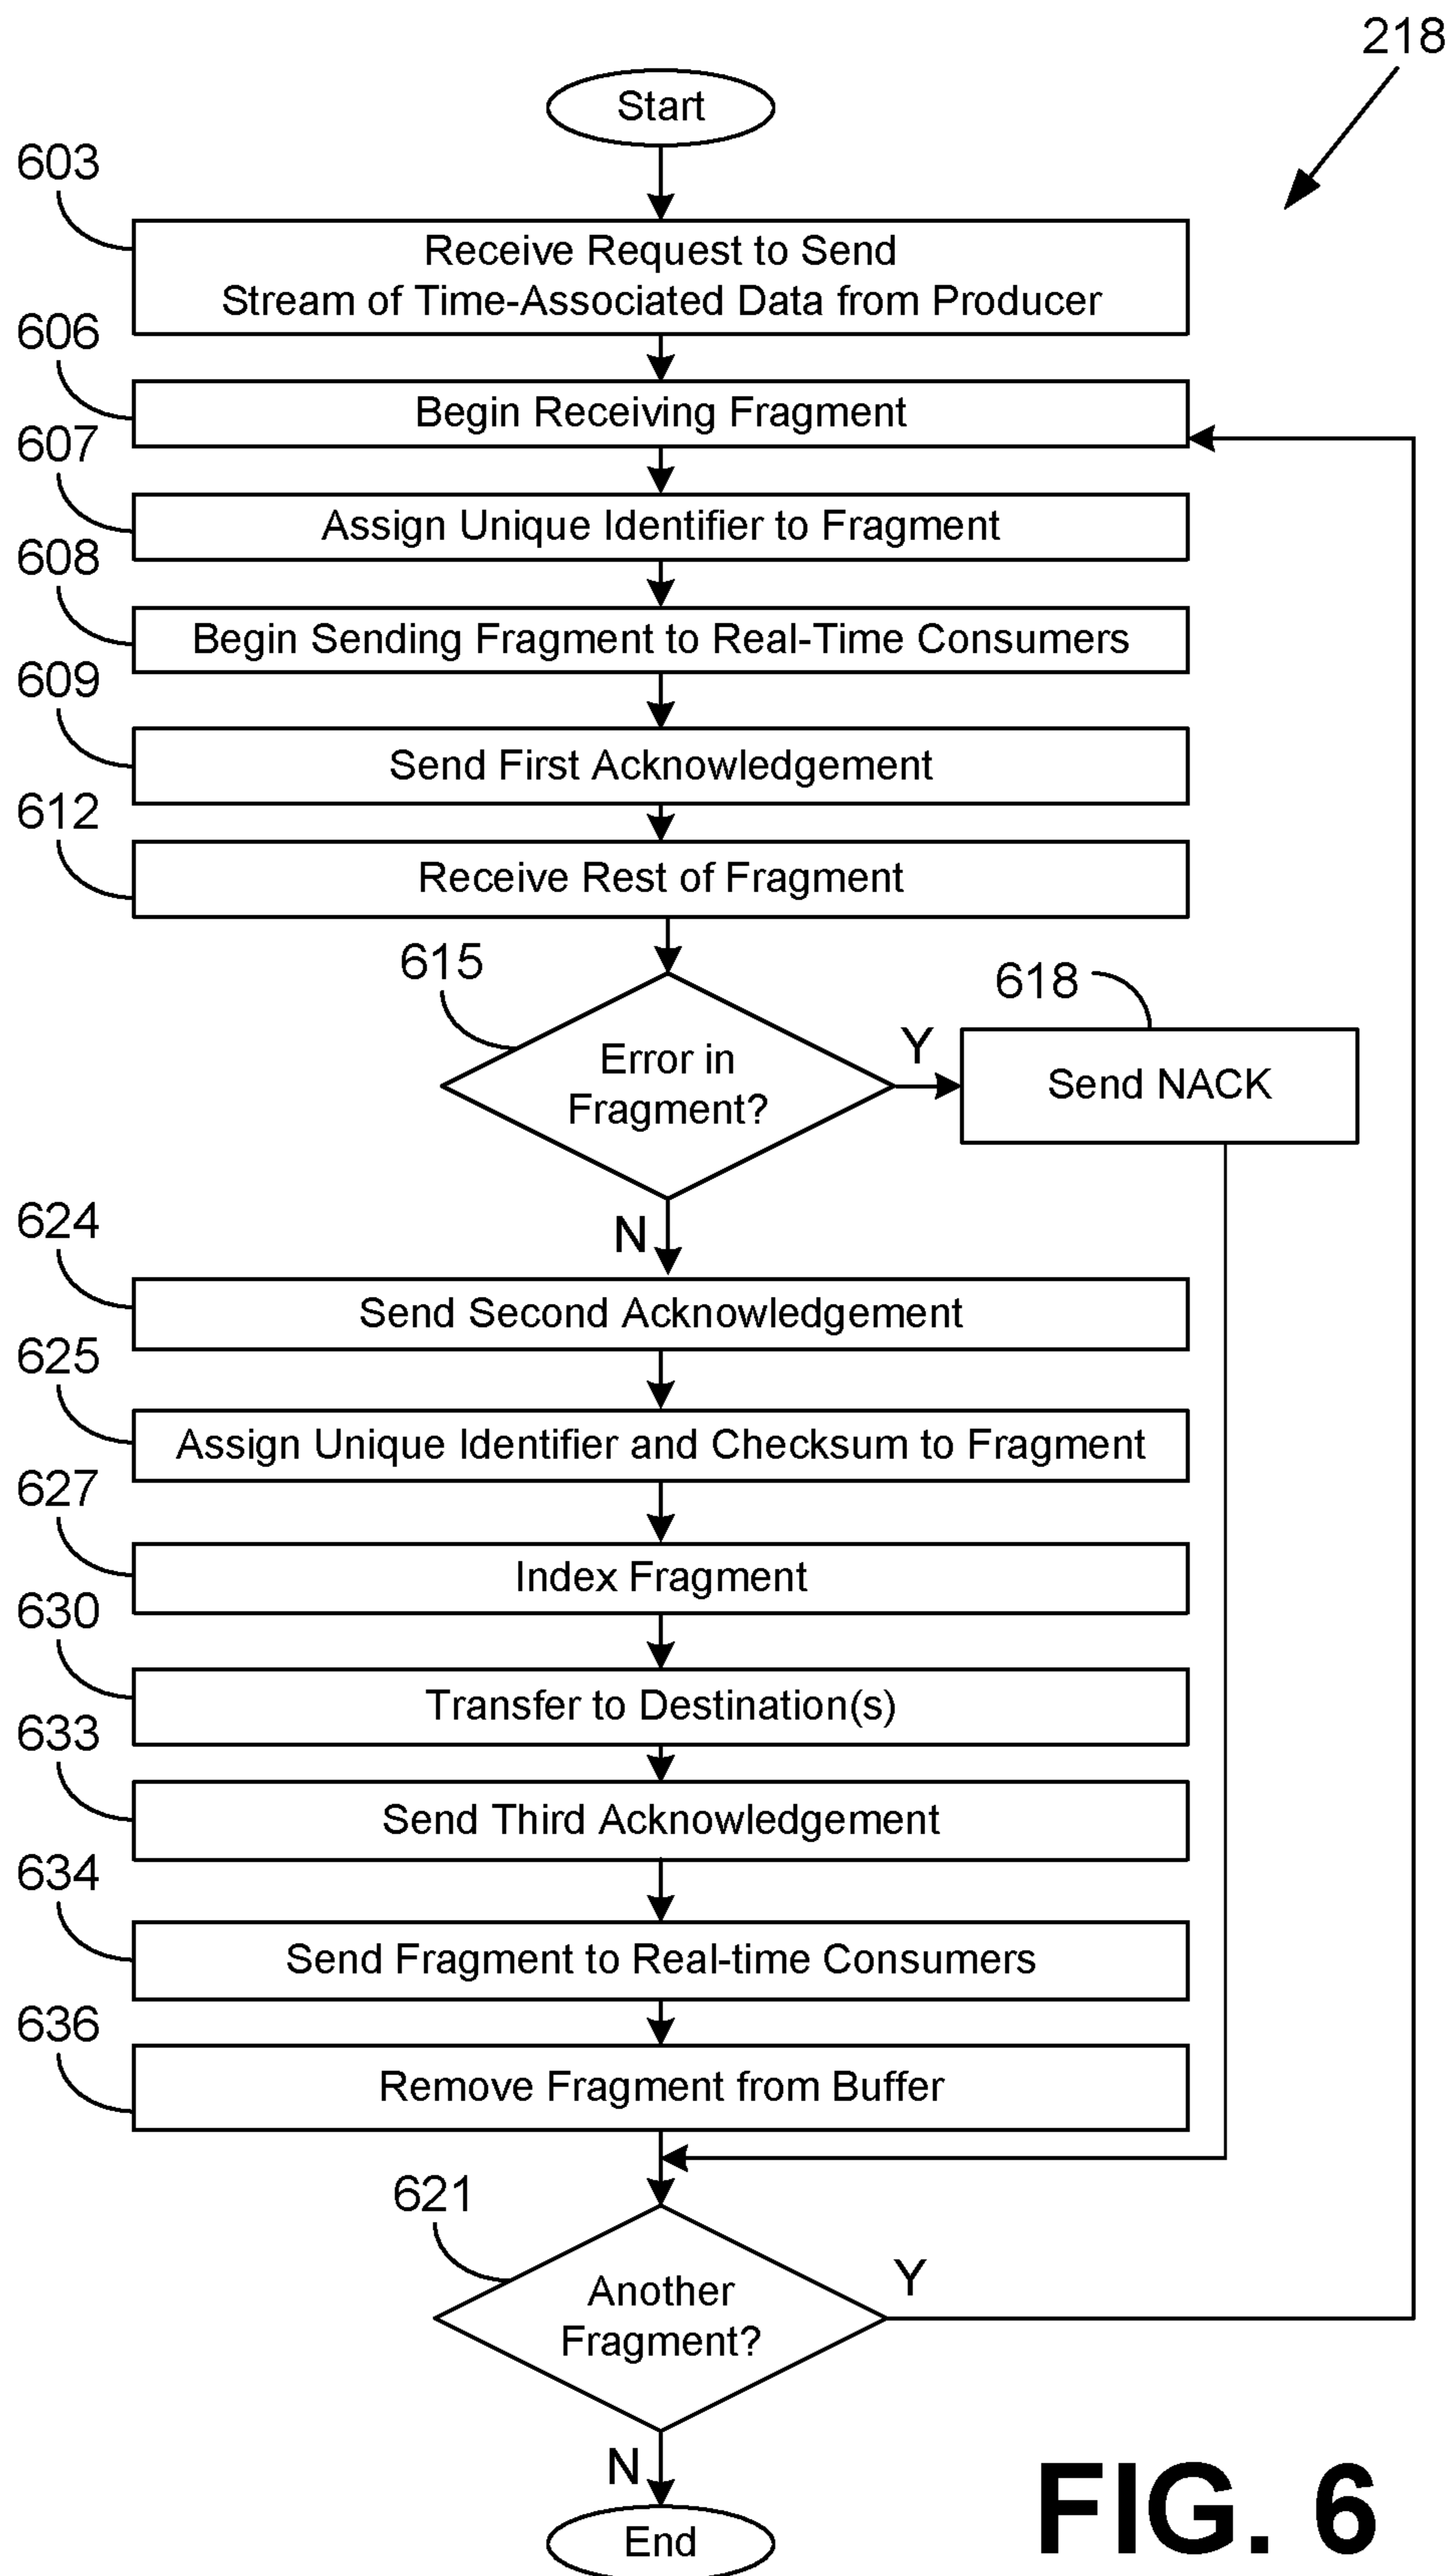 218
Start
603
Receive Request to Send
Stream of Time-Associated Data from Producer
606
Begin Receiving Fragment
607
Assign Unique Identifier to Fragment
608
Begin Sending Fragment to Real-Time Consumers
609
Send First Acknowledgement
612
Receive Rest of Fragment
615
Error in
Fragment?
Y
618
Send NACK
N
624
Send Second Acknowledgement
625
Assign Unique Identifier and Checksum to Fragment
627
Index Fragment
630
Transfer to Destination(s)
633
Send Third Acknowledgement
634
Send Fragment to Real-time Consumers
636
Remove Fragment from Buffer
621
Another
Fragment?
Y
N
End
FIG. 6